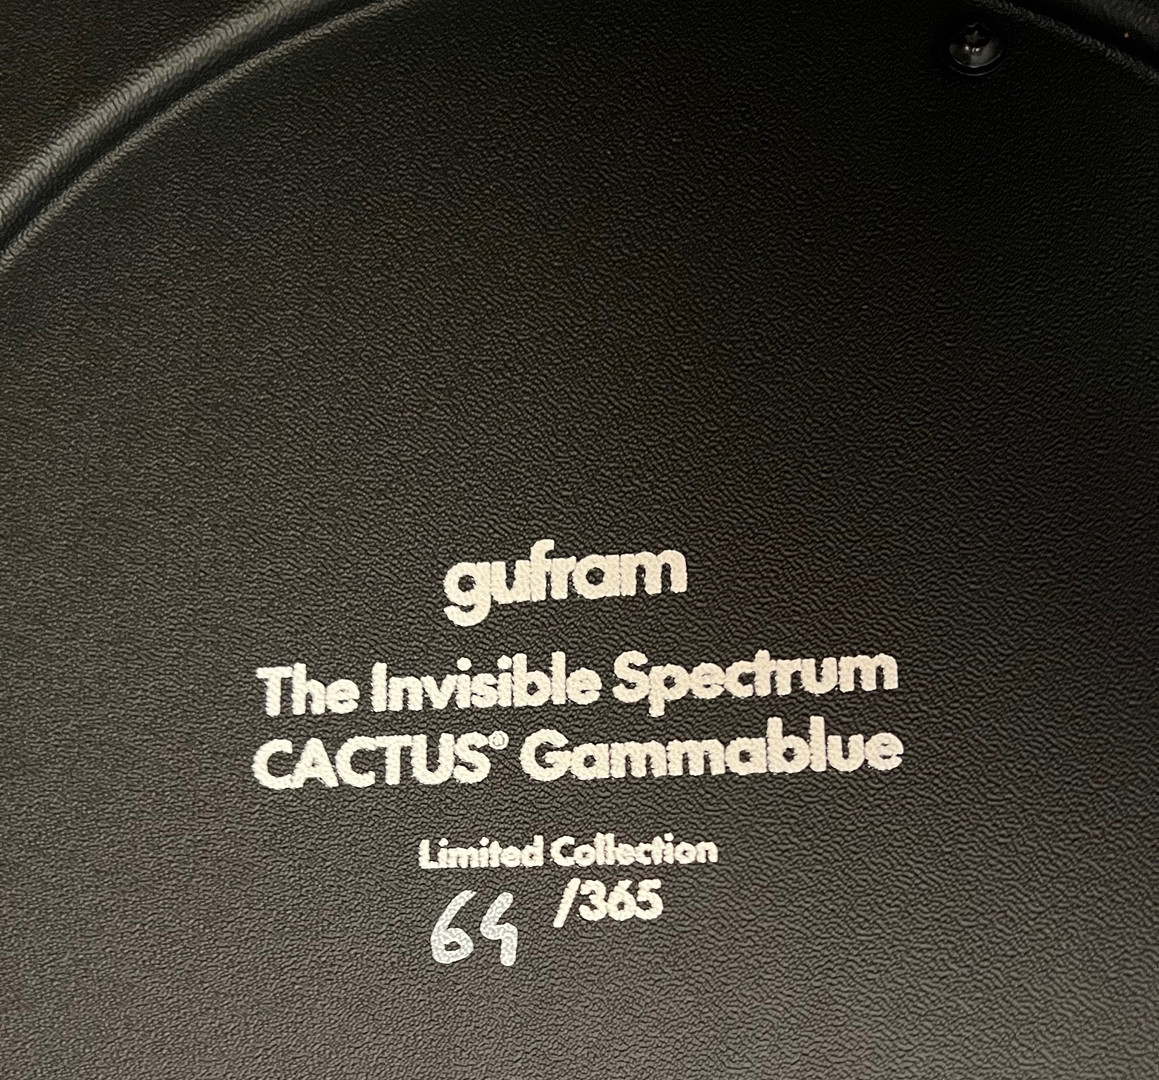 gufram
The Invisible Spectrum
CACTUS® Gammablue
Limited Collection
64 /365